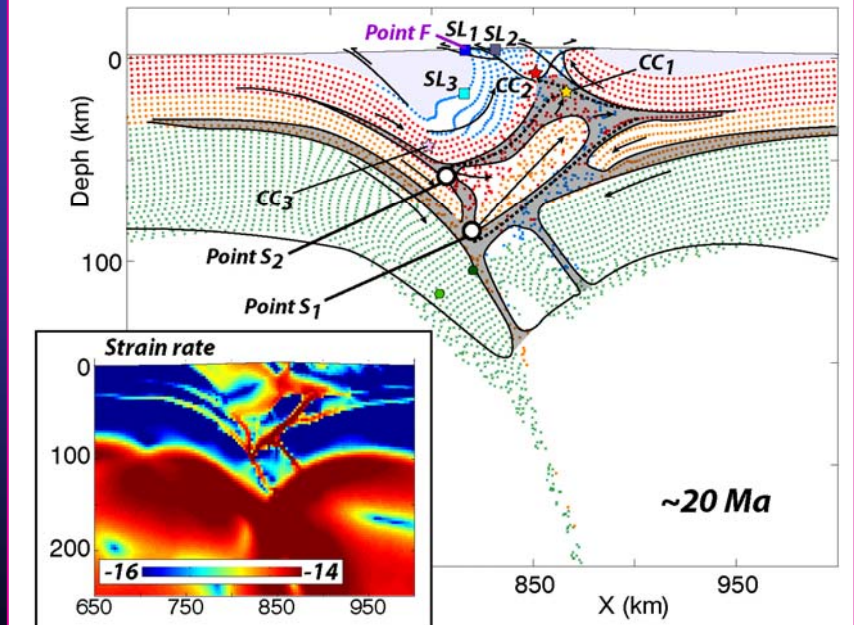 Point F SL1 SL2
CC1
SL3 CC2
0
Deph (km)
CC3
Point S2
100
Point S1
Strain rate
0
100
200
-16 -14
650 750 850 950
~20 Ma
850 950
X (km)